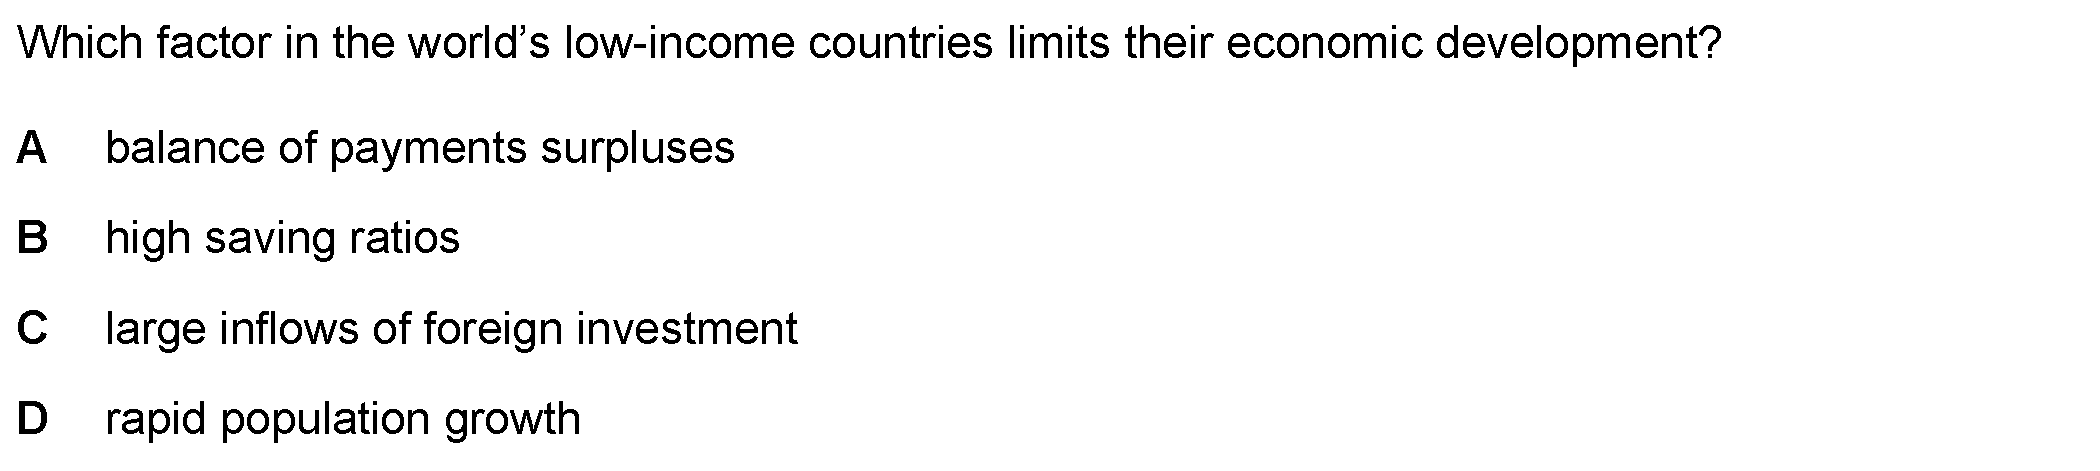 Which factor in the world’s low-income countries limits their economic development?
A balance of payments surpluses
B high saving ratios
C large inflows of foreign investment
D rapid population growth